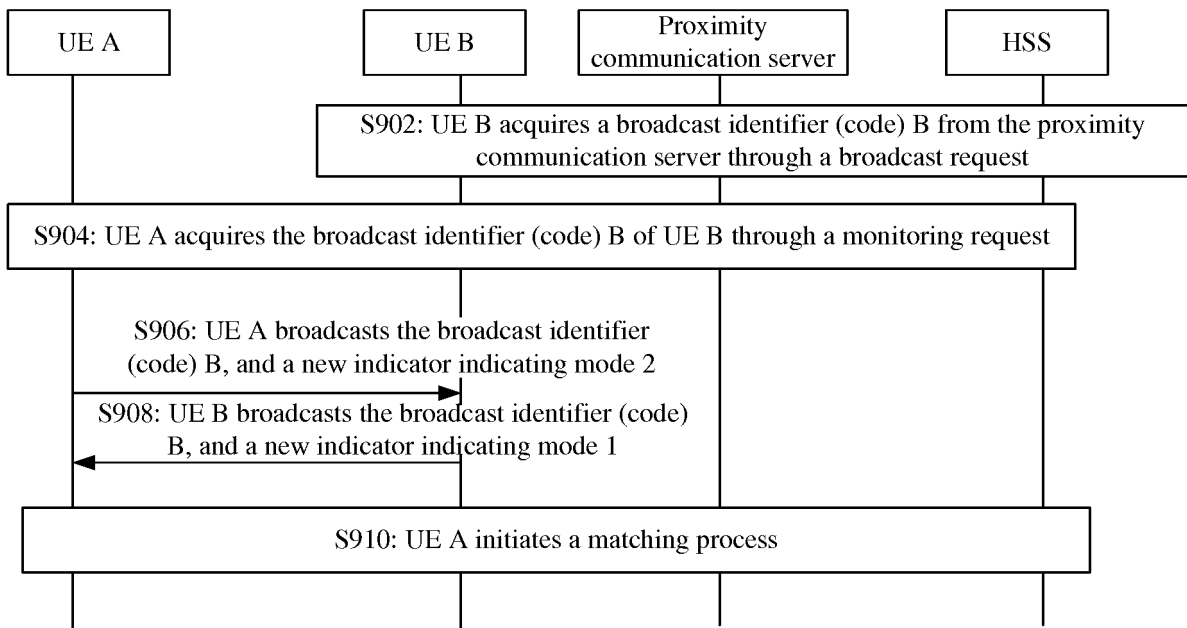 UE A
UE B
Proximity
communication server
HSS
S902: UE B acquires a broadcast identifier (code) B from the proximity
communication server through a broadcast request
S904: UE A acquires the broadcast identifier (code) B of UE B through a monitoring request
S906: UE A broadcasts the broadcast identifier
(code) B, and a new indicator indicating mode 2
S908: UE B broadcasts the broadcast identifier (code)
B, and a new indicator indicating mode 1
S910: UE A initiates a matching process